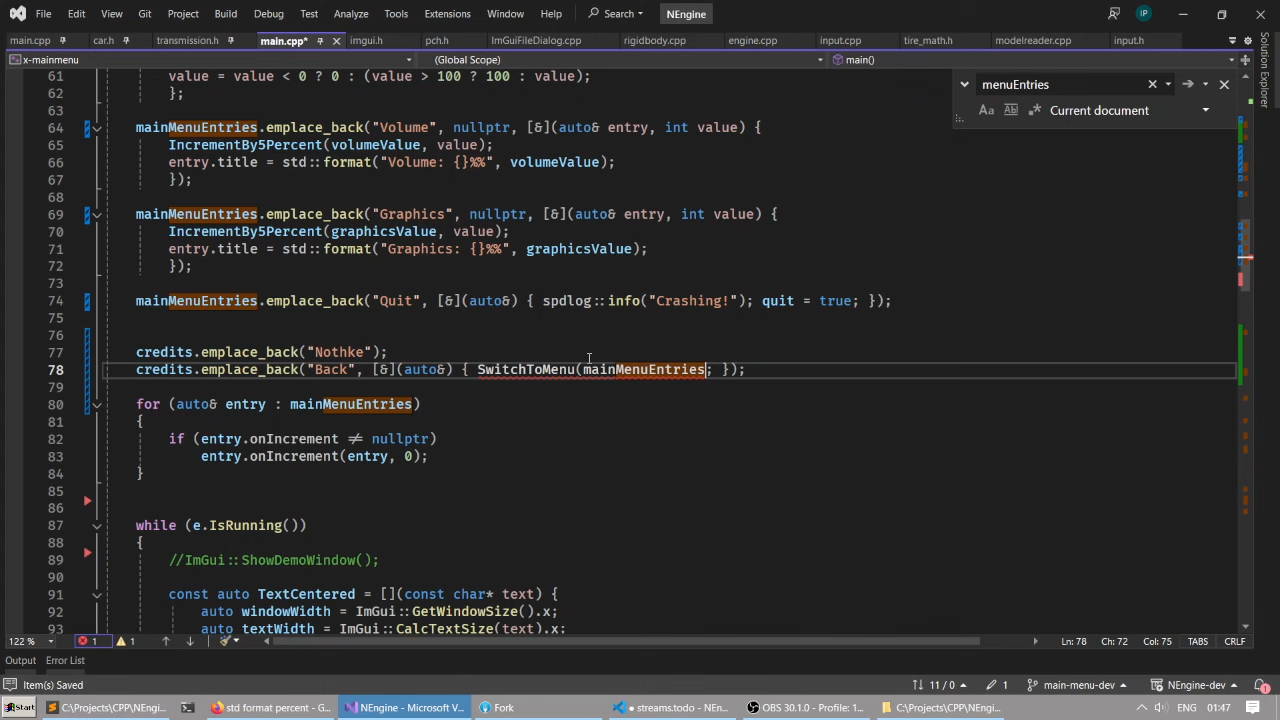 File Edit View Git Project Build Debug Test Analyze Tools Extensions Window Help Search NEngine IP
main.cpp car.h transmission.h main.cpp* imgui.h pch.h ImGuiFileDialog.cpp rigidbody.cpp engine.cpp input.cpp tire_math.h modelreader.cpp input.h
x-mainmenu (Global Scope) main()
menuEntries
Aa Ab Current document
Solution Explorer
61 value = value < 0 ? 0 : (value > 100 ? 100 : value);
62 };
63
64 mainMenuEntries.emplace_back("Volume", nullptr, [&](auto& entry, int value) {
65 IncrementBy5Percent(volumeValue, value);
66 entry.title = std::format("Volume: {}%%", volumeValue);
67 });
68
69 mainMenuEntries.emplace_back("Graphics", nullptr, [&](auto& entry, int value) {
70 IncrementBy5Percent(graphicsValue, value);
71 entry.title = std::format("Graphics: {}%%", graphicsValue);
72 });
73
74 mainMenuEntries.emplace_back("Quit", [&](auto&) { spdlog::info("Crashing!"); quit = true; });
75
76
77 credits.emplace_back("Nothke");
78 credits.emplace_back("Back", [&](auto&) { SwitchToMenu(mainMenuEntries; });
79
80 for (auto& entry : mainMenuEntries)
81 {
82 if (entry.onIncrement ≠ nullptr)
83 entry.onIncrement(entry, 0);
84 }
85
86
87 while (e.IsRunning())
88 {
89 //ImGui::ShowDemoWindow();
90
91 const auto TextCentered = [](const char* text) {
92 auto windowWidth = ImGui::GetWindowSize().x;
93 auto textWidth = ImGui::CalcTextSize(text).x;
122 % 1 1 Ln: 78 Ch: 72 Col: 75 TABS CRLF
Output Error List
Item(s) Saved 11 / 0 1 main-menu-dev NEngine-dev 1
Start C:\Projects\CPP\NEngi... std format percent - G... NEngine - Microsoft V... Fork ● streams.todo - NEn... OBS 30.1.0 - Profile: 1... C:\Projects\CPP\NEngi... 01:47